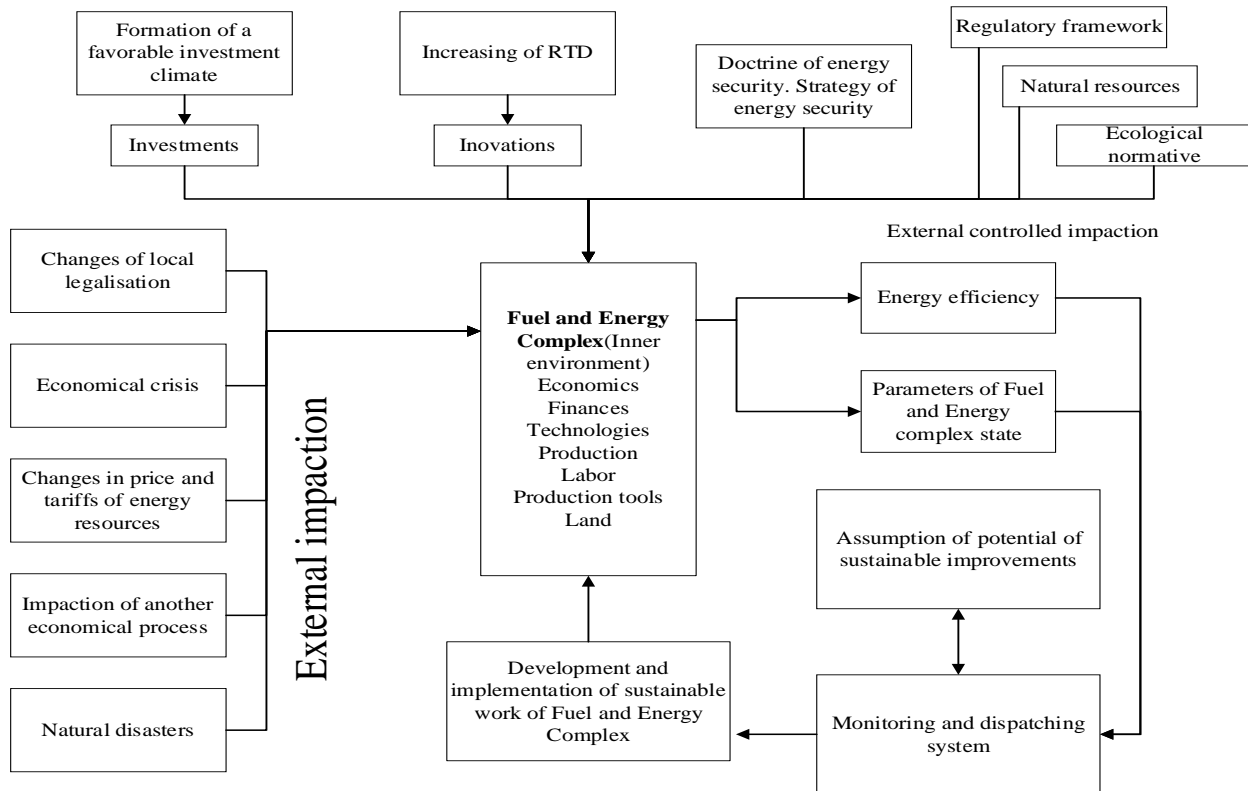 Formation of a
favorable investment
climate
Increasing of RTD
Doctrine of energy
security. Strategy of
energy security
Regulatory framework
Natural resources
Ecological
normative
Investments
Inovations
External controlled impaction
Changes of local
legalisation
Economical crisis
Changes in price and
tariffs of energy
resources
Impaction of another
economical process
Natural disasters
External impaction
Fuel and Energy
Complex(Inner
environment)
Economics
Finances
Technologies
Production
Labor
Production tools
Land
Energy efficiency
Parameters of Fuel
and Energy
complex state
Assumption of potential of
sustainable improvements
Development and
implementation of sustainable
work of Fuel and Energy
Complex
Monitoring and dispatching
system